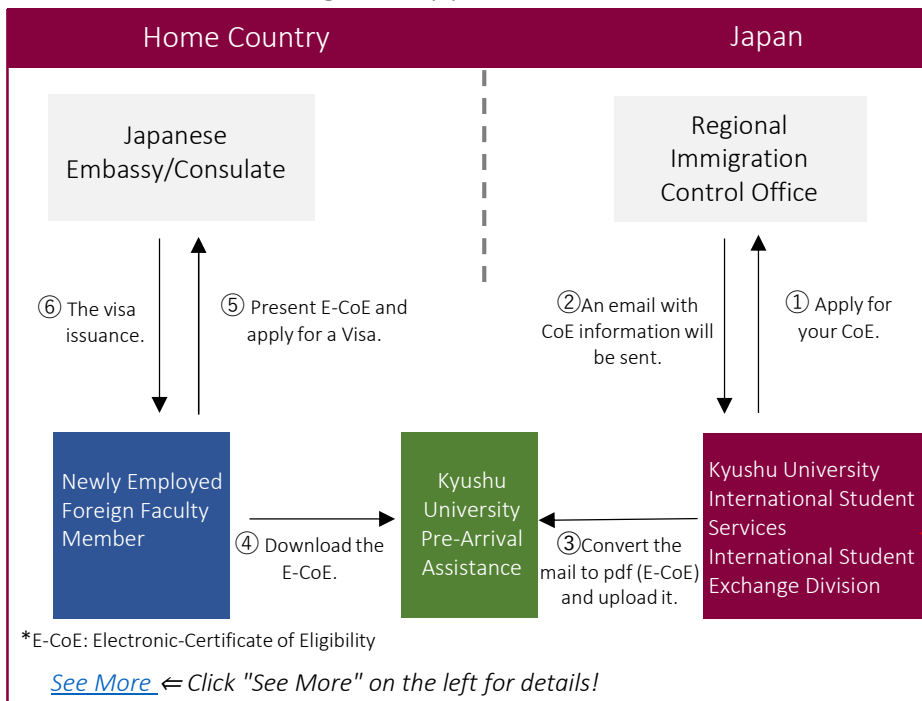 Home Country
Japan
Japanese
Embassy/Consulate
Regional
Immigration
Control Office
⑥ The visa
issuance.
⑤ Present E-CoE and
apply for a Visa.
②An email with
CoE information will
be sent.
① Apply for
your CoE.
Newly Employed
Foreign Faculty
Member
④ Download the
E-CoE.
Kyushu
University
Pre-Arrival
Assistance
③Convert the
mail to pdf (E-CoE)
and upload it.
Kyushu University
International Student
Services
International Student
Exchange Division
*E-CoE: Electronic-Certificate of Eligibility
See More ⇐ Click "See More" on the left for details!